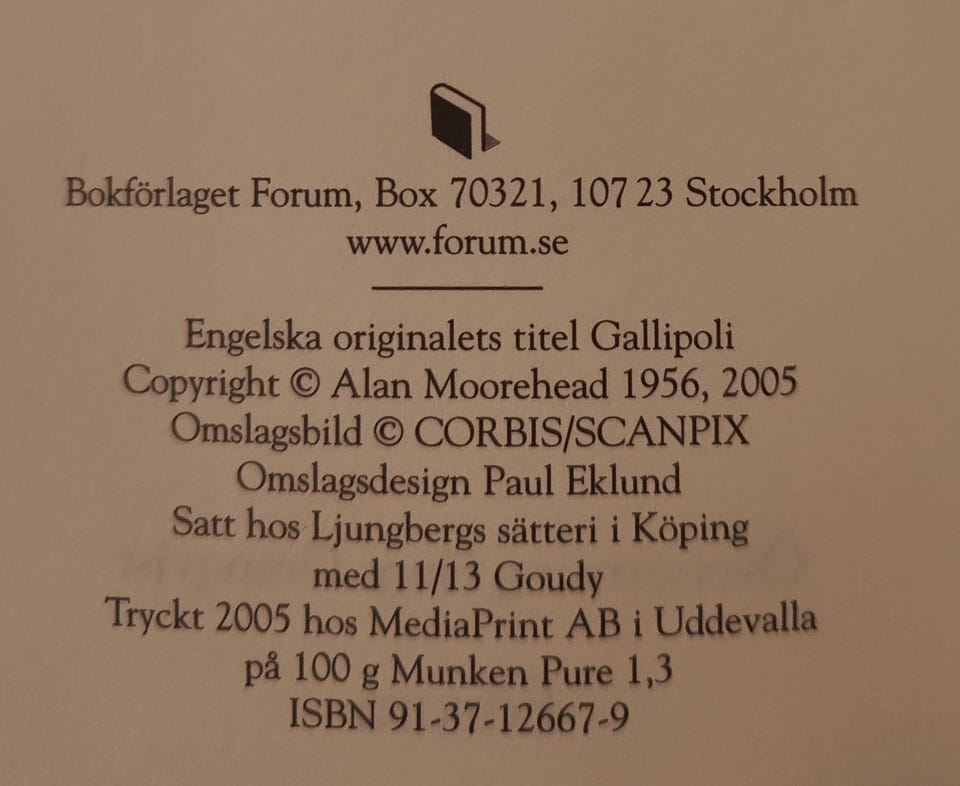 Bokförlaget Forum, Box 70321, 107 23 Stockholm
www.forum.se
Engelska originalets titel Gallipoli
Copyright © Alan Moorehead 1956, 2005
Omslagsbild © CORBIS/SCANPIX
Omslagsdesign Paul Eklund
Satt hos Ljungbergs sätteri i Köping
med 11/13 Goudy
Tryckt 2005 hos MediaPrint AB i Uddevalla
på 100 g Munken Pure 1,3
ISBN 91-37-12667-9